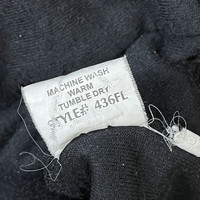 MACHINE WASH
WARM
TUMBLE DRY
STYLE# 436FL